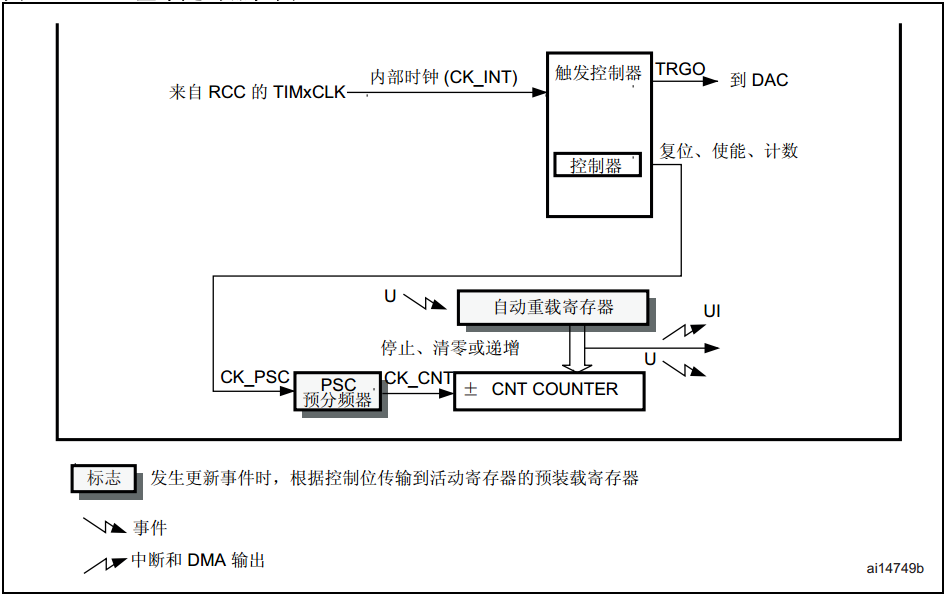 内部时钟 (CK_INT)
来自 RCC 的 TIMxCLK
触发控制器
TRGO
到 DAC
控制器
复位、使能、计数
U
自动重载寄存器
UI
停止、清零或递增
U
CK_PSC
PSC
预分频器
CK_CNT
± CNT COUNTER
标志 发生更新事件时，根据控制位传输到活动寄存器的预装载寄存器
事件
中断和 DMA 输出
ai14749b